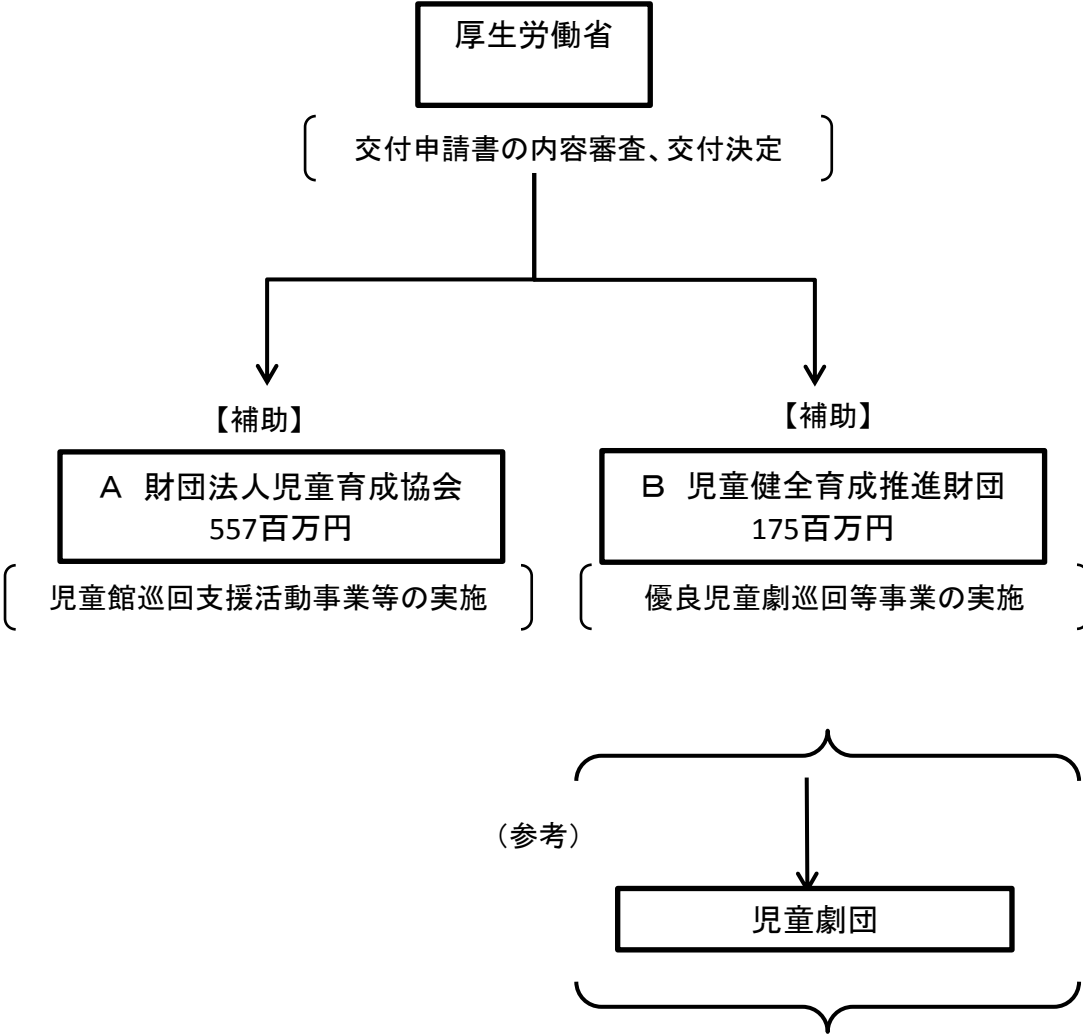 厚生労働省
交付申請書の内容審査、交付決定
【補助】
A 財団法人児童育成協会
557百万円
児童館巡回支援活動事業等の実施
【補助】
B 児童健全育成推進財団
175百万円
優良児童劇巡回等事業の実施
（参考）
児童劇団